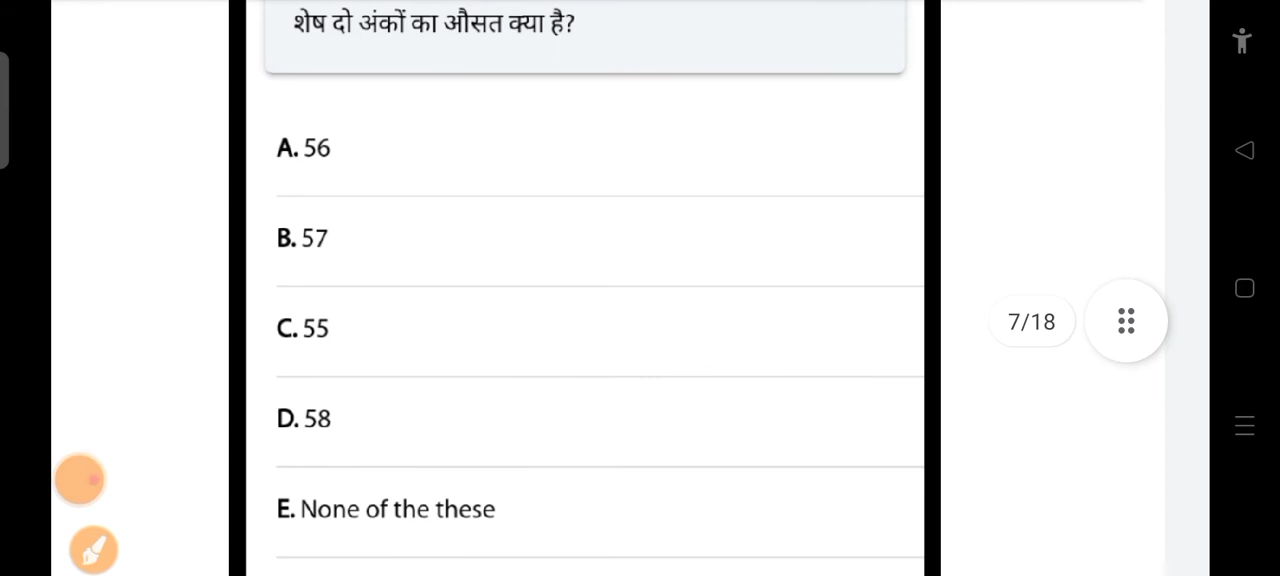 शेष दो अंकों का औसत क्या है?
A. 56
B. 57
C. 55
7/18
D. 58
E. None of the these